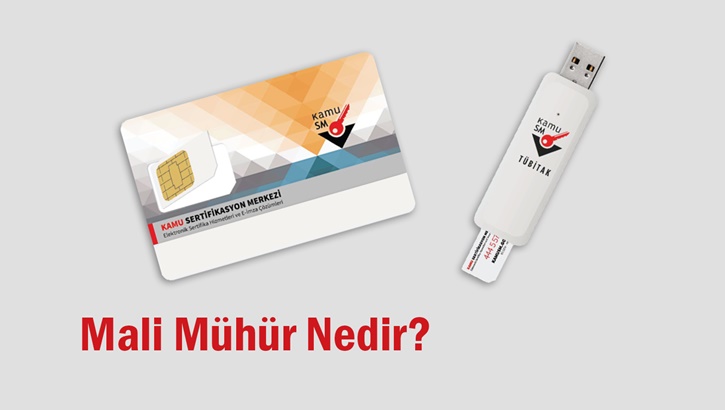 Kamu
SM
KAMU SERTİFİKASYON MERKEZİ
Elektronik Sertifika Hizmetleri ve E-İmza Çözümleri
Kamu
SM
TÜBİTAK
444 5 57
Mali Mühür Nedir?